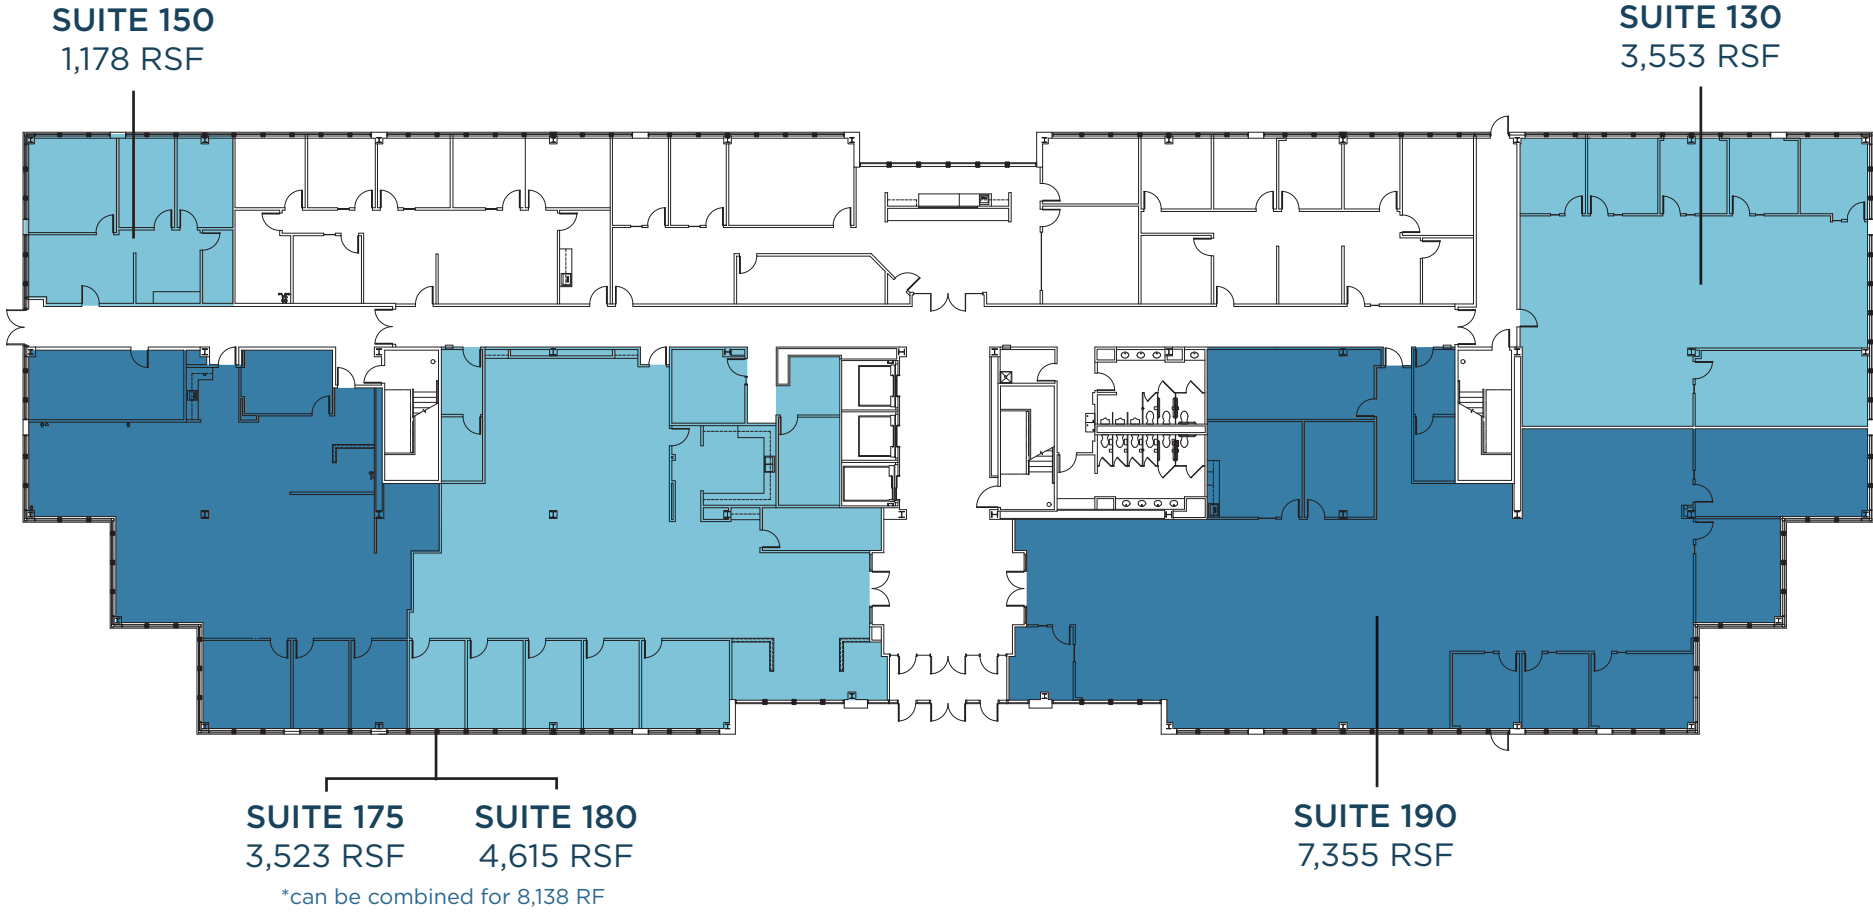 SUITE 150
1,178 RSF
SUITE 130
3,553 RSF
SUITE 175
3,523 RSF
SUITE 180
4,615 RSF
*can be combined for 8,138 RF
SUITE 190
7,355 RSF